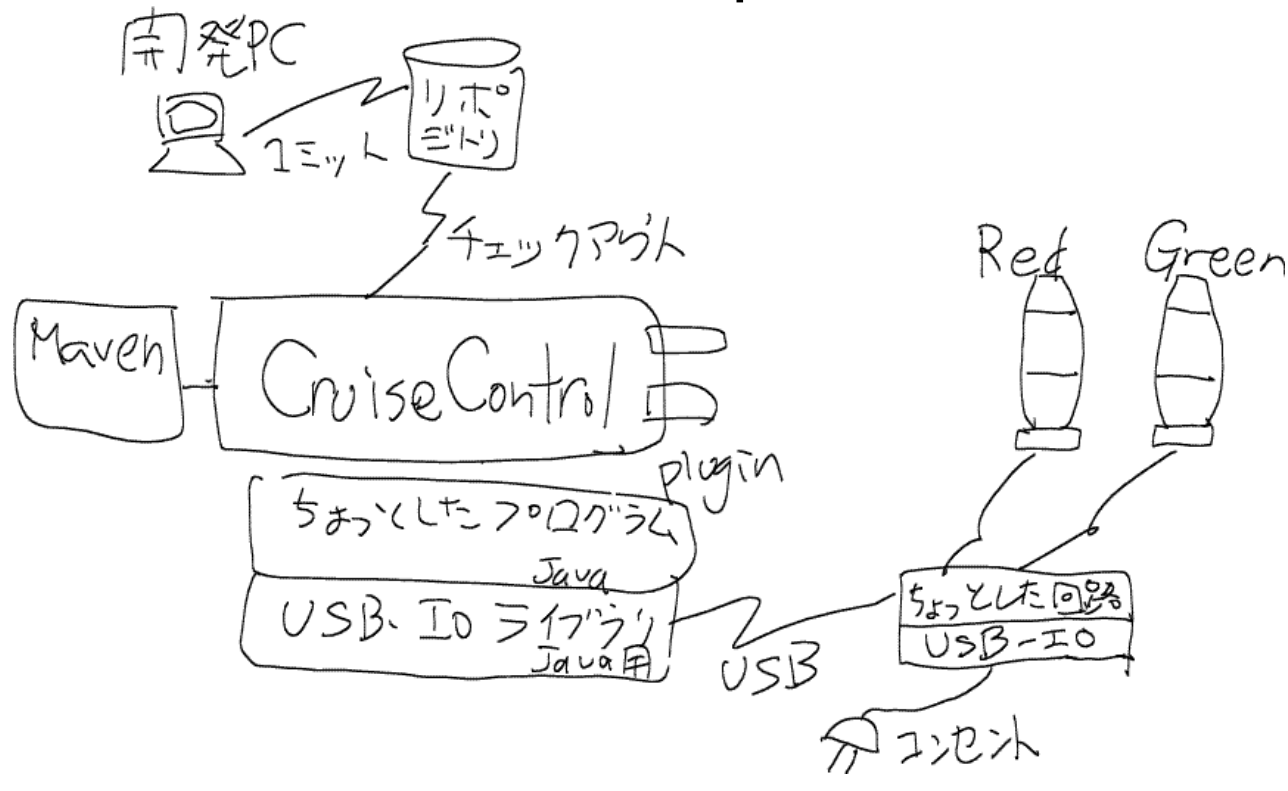 開発PC
リポ
ジトリ
コミット
チェックアウト
Red
Green
Maven
CruiseControl
plugin
ちょっとしたプログラム
Java
USB-IO ライブラリ
Java用
USB
ちょっとした回路
USB-IO
コンセント